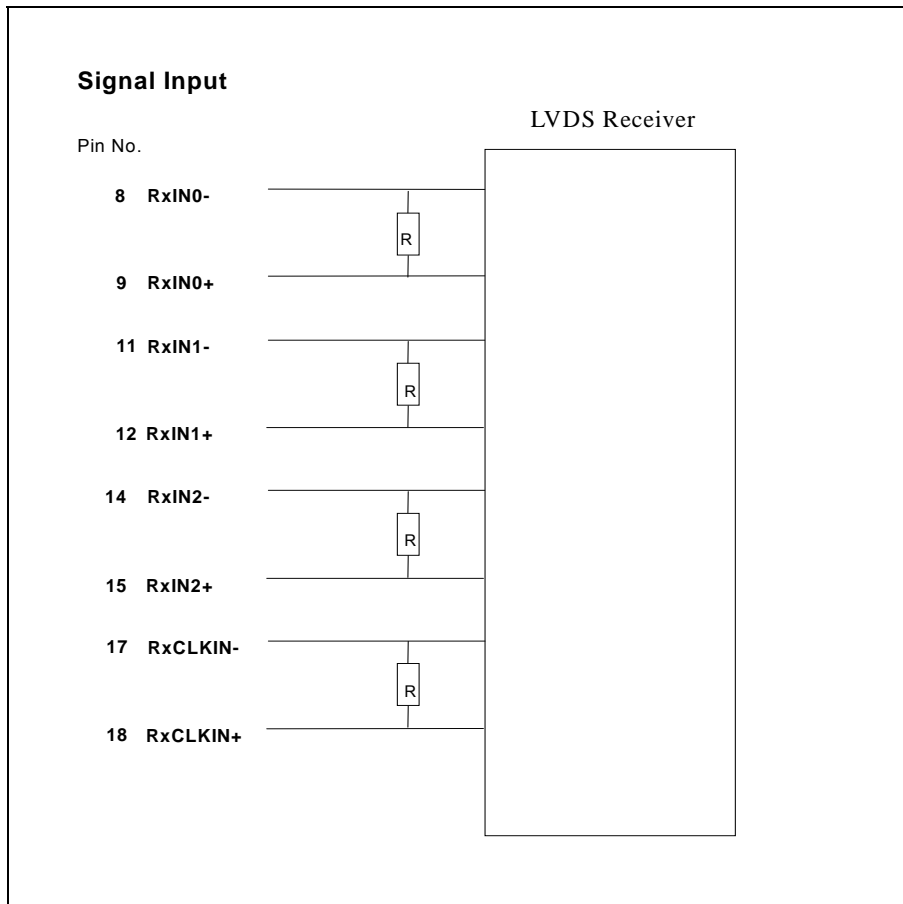 Signal Input
LVDS Receiver
Pin No.
8 RxIN0-
R
9 RxIN0+
11 RxIN1-
R
12 RxIN1+
14 RxIN2-
R
15 RxIN2+
17 RxCLKIN-
R
18 RxCLKIN+